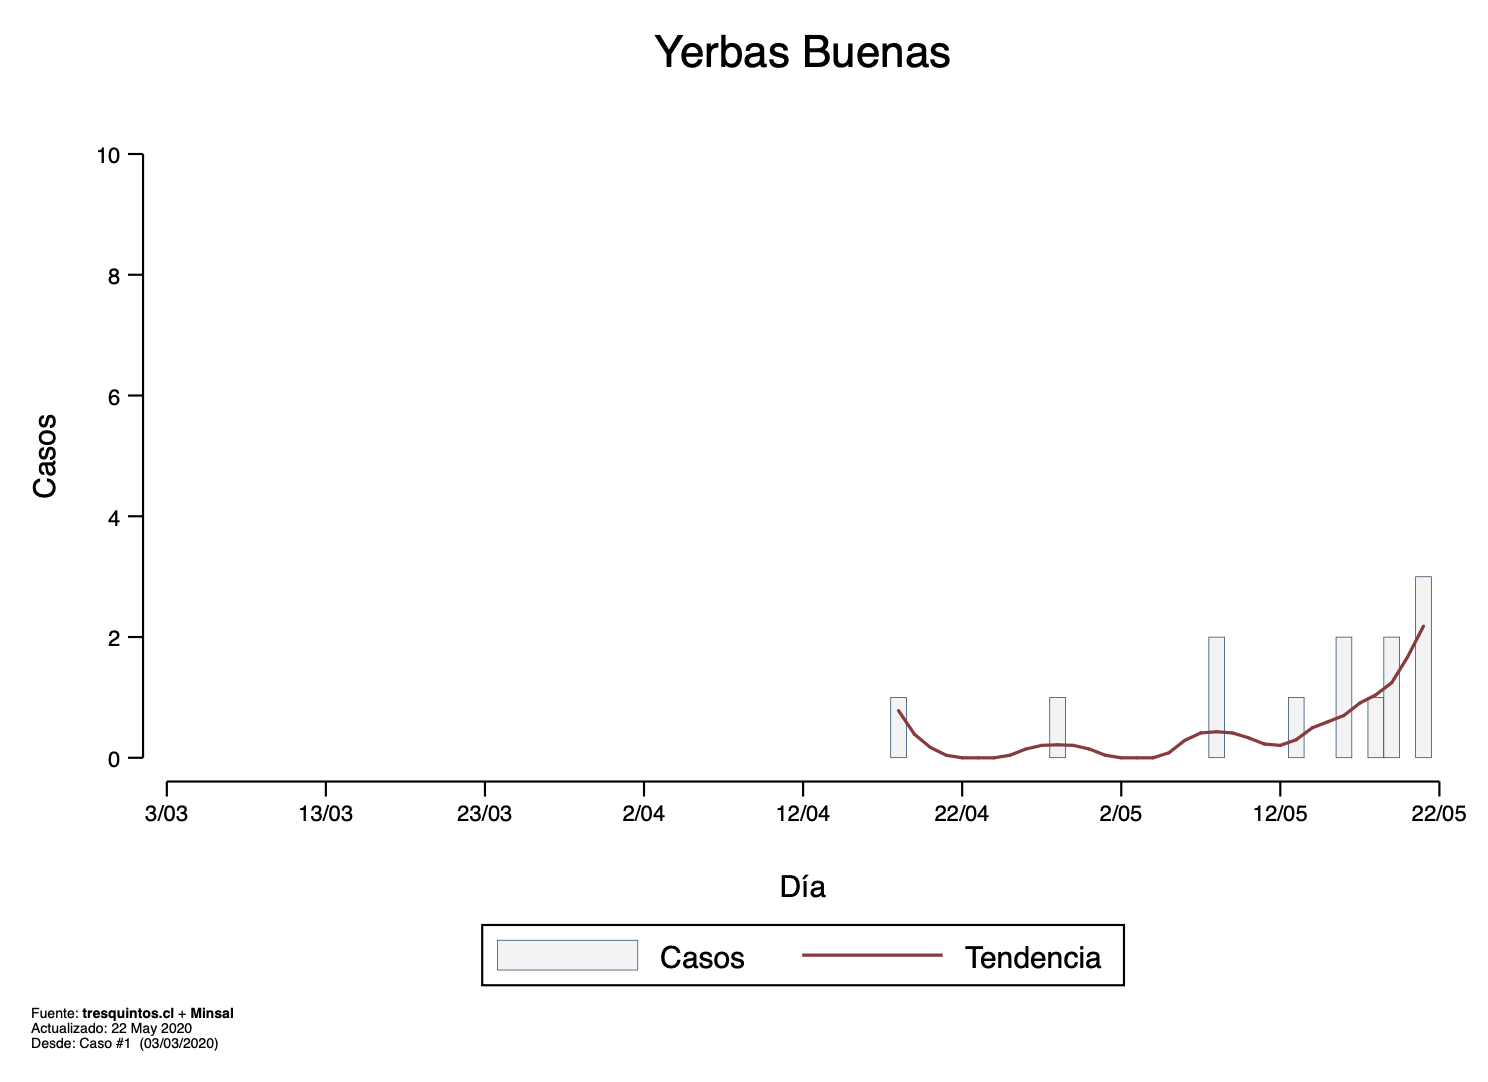 Yerbas Buenas
Casos
10
8
6
4
2
0
3/03 13/03 23/03 2/04 12/04 22/04 2/05 12/05 22/05
Día
Casos Tendencia
Fuente: tresquintos.cl + Minsal
Actualizado: 22 May 2020
Desde: Caso #1 (03/03/2020)